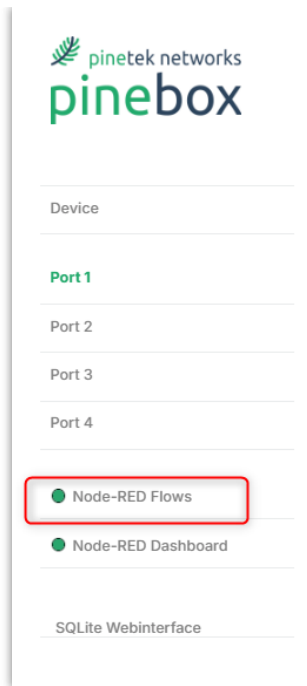 pinetek networks
pinebox
Device
Port 1
Port 2
Port 3
Port 4
Node-RED Flows
Node-RED Dashboard
SQLite Webinterface